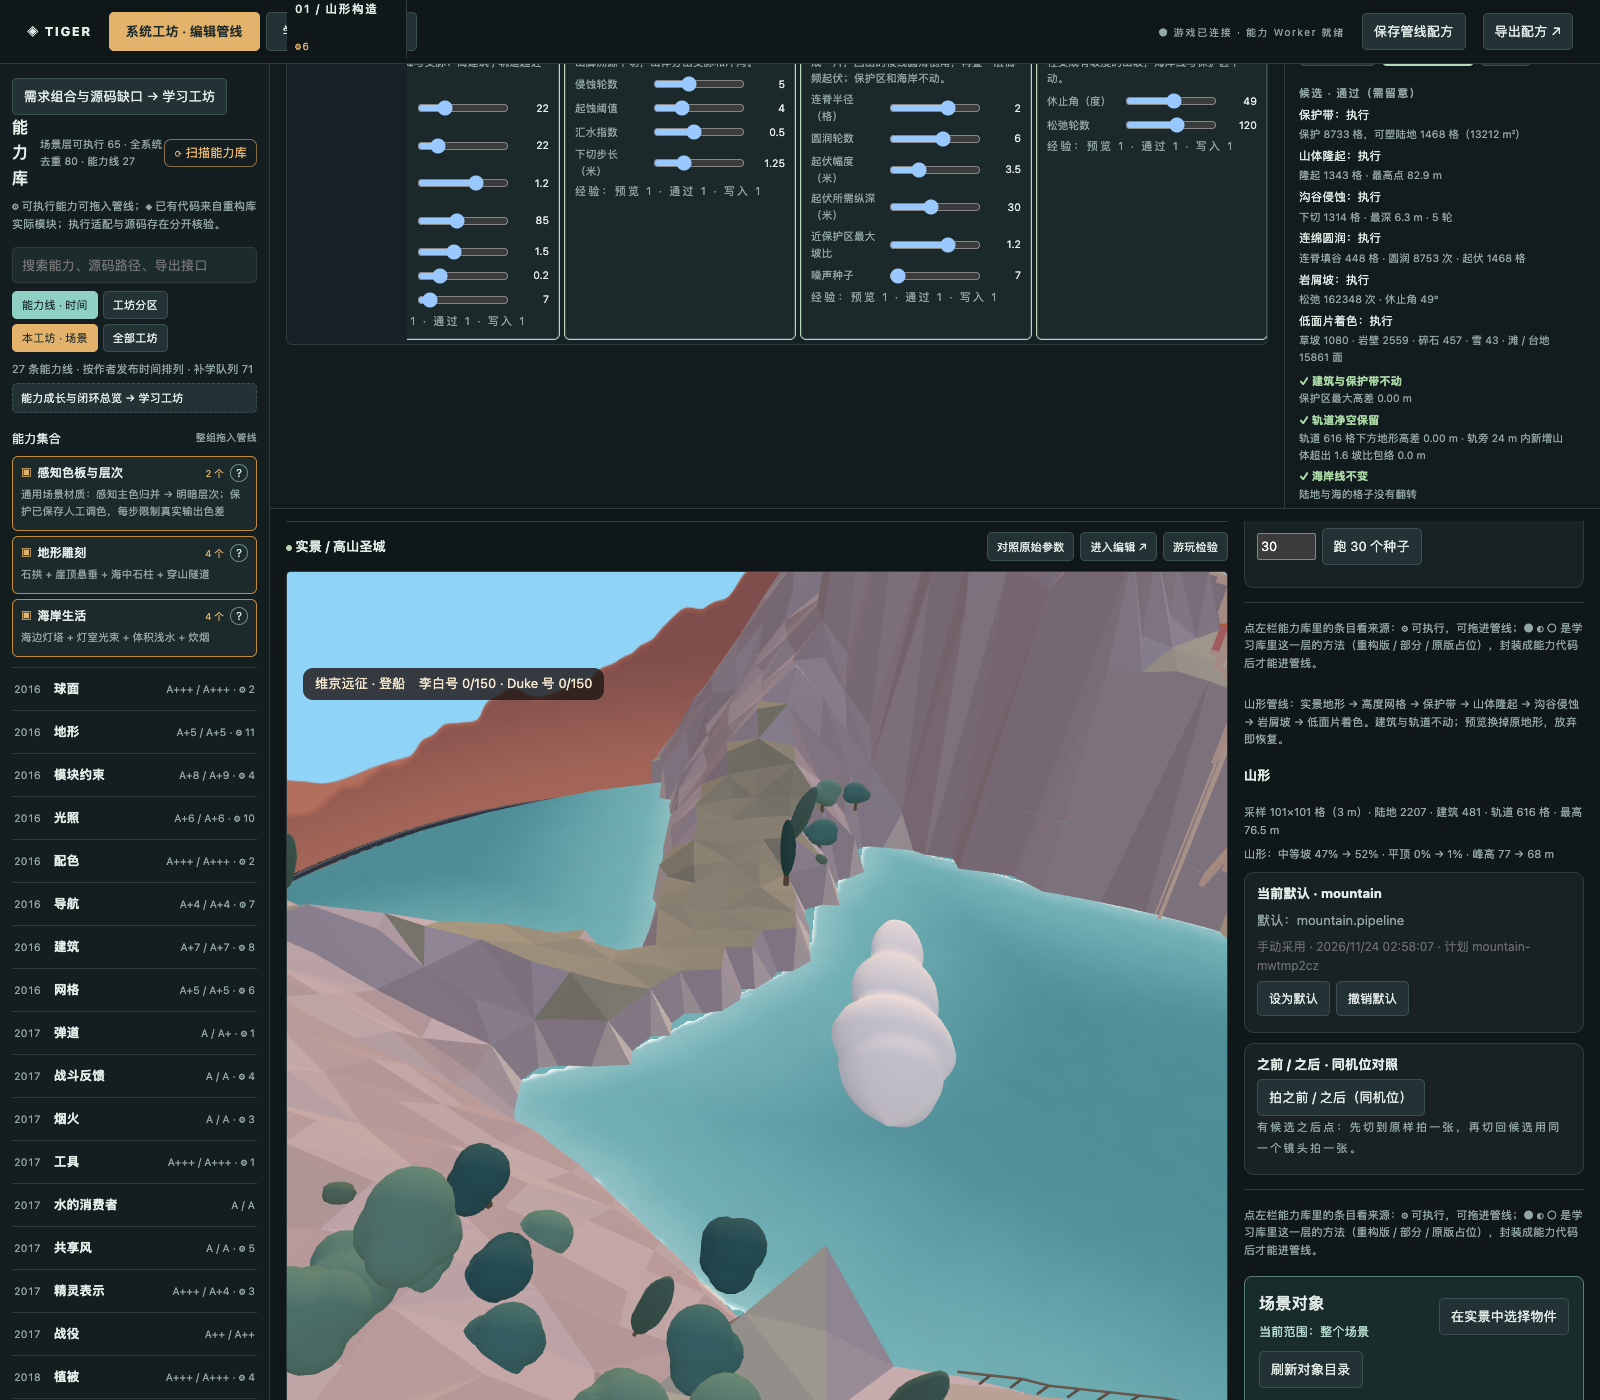 ◈ TIGER
系统工坊 · 编辑管线
01 / 山形构造
⚙6
游戏已连接 · 能力 Worker 就绪
保存管线配方
导出配方 ↗
需求组合与源码缺口 → 学习工坊
能力库
场景层可执行 65 · 全系统去重 80 · 能力线 27
⟳ 扫描能力库
⚙ 可执行能力可拖入管线；◆ 已有代码来自重构库
实际模块；执行适配与源码存在分开核验。
搜索能力、源码路径、导出接口
能力线 · 时间
工坊分区
本工坊 · 场景
全部工坊
27 条能力线 · 按作者发布时间排列 · 补学队列 71
能力成长与闭环总览 → 学习工坊
能力集合
整组拖入管线
▣ 感知色板与层次 2 个 ?
通用场景材质：感知主色归并 → 明暗层次；保
护已保存人工调色，每步限制真实输出色差
▣ 地形雕刻 4 个 ?
石拱 + 崖顶悬垂 + 海中石柱 + 穿山隧道
▣ 海岸生活 4 个 ?
海边灯塔 + 灯室光束 + 体积浅水 + 炊烟
2016 球面 A+++ / A+++ · ⚙ 2
2016 地形 A+5 / A+5 · ⚙ 11
2016 模块约束 A+8 / A+9 · ⚙ 4
2016 光照 A+6 / A+6 · ⚙ 10
2016 配色 A+++ / A+++ · ⚙ 2
2016 导航 A+4 / A+4 · ⚙ 7
2016 建筑 A+7 / A+7 · ⚙ 8
2016 网格 A+5 / A+5 · ⚙ 6
2017 弹道 A / A+ · ⚙ 1
2017 战斗反馈 A / A · ⚙ 4
2017 烟火 A / A · ⚙ 3
2017 工具 A+++ / A+++ · ⚙ 1
2017 水的消费者 A / A
2017 共享风 A / A · ⚙ 5
2017 精灵表示 A+++ / A+4 · ⚙ 3
2017 战役 A++ / A++
2018 植被 A+++ / A+++ · ⚙ 4
22
22
1.2
85
1.5
0.2
7
1 · 通过 1 · 写入 1
侵蚀轮数 5
起蚀阈值 4
汇水指数 0.5
下切步长（米） 1.25
经验：预览 1 · 通过 1 · 写入 1
频起伏；保护区和海岸不动。
连脊半径（格） 2
圆润轮数 6
起伏幅度（米） 3.5
起伏所需纵深（米） 30
近保护区最大坡比 1.2
噪声种子 7
经验：预览 1 · 通过 1 · 写入 1
动。
休止角（度） 49
松弛轮数 120
经验：预览 1 · 通过 1 · 写入 1
候选 · 通过（需留意）
保护带：执行
保护 8733 格，可塑陆地 1468 格（13212 m²）
山体隆起：执行
隆起 1343 格 · 最高点 82.9 m
沟谷侵蚀：执行
下切 1314 格 · 最深 6.3 m · 5 轮
连绵圆润：执行
连脊填谷 448 格 · 圆润 8753 次 · 起伏 1468 格
岩屑坡：执行
松弛 162348 次 · 休止角 49°
低面片着色：执行
草坡 1080 · 岩壁 2559 · 碎石 457 · 雪 43 · 滩 / 台地
15861 面
✓ 建筑与保护带不动
保护区最大高差 0.00 m
✓ 轨道净空保留
轨道 616 格下方地形高差 0.00 m · 轨旁 24 m 内新增山
体超出 1.6 坡比包络 0.0 m
✓ 海岸线不变
陆地与海的格子没有翻转
实景 / 高山圣城
对照原始参数
进入编辑 ↗
游玩检验
维京远征 · 登船 李白号 0/150 · Duke 号 0/150
30
跑 30 个种子
点左栏能力库里的条目看来源：⚙ 可执行，可拖进管线；● ◐ ○ 是学
习库里这一层的方法（重构版 / 部分 / 原版占位），封装成能力代码
后才能进管线。
山形管线：实景地形 → 高度网格 → 保护带 → 山体隆起 → 沟谷侵蚀
→ 岩屑坡 → 低面片着色。建筑与轨道不动；预览换掉原地形，放弃
即恢复。
山形
采样 101×101 格（3 m）· 陆地 2207 · 建筑 481 · 轨道 616 格 · 最高
76.5 m
山形：中等坡 47% → 52% · 平顶 0% → 1% · 峰高 77 → 68 m
当前默认 · mountain
默认：mountain.pipeline
手动采用 · 2026/11/24 02:58:07 · 计划 mountain-
mwtmp2cz
设为默认
撤销默认
之前 / 之后 · 同机位对照
拍之前 / 之后（同机位）
有候选之后点：先切到原样拍一张，再切回候选用同
一个镜头拍一张。
点左栏能力库里的条目看来源：⚙ 可执行，可拖进管线；● ◐ ○ 是学
习库里这一层的方法（重构版 / 部分 / 原版占位），封装成能力代码
后才能进管线。
场景对象
当前范围：整个场景
在实景中选择物件
刷新对象目录